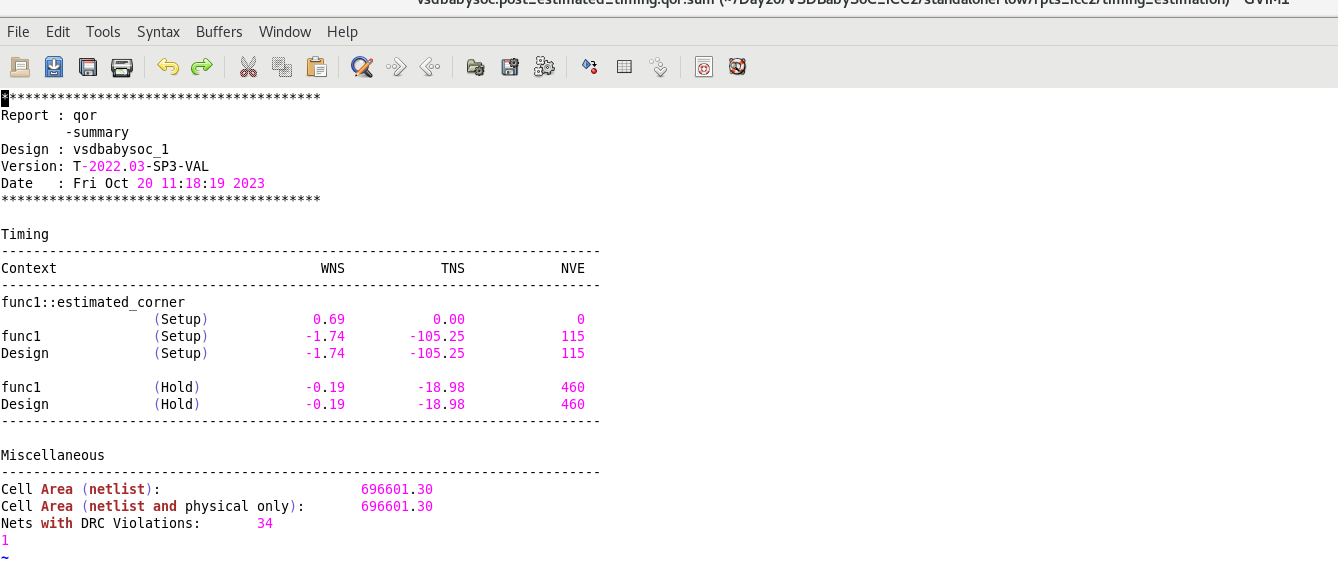 vsdbabysoc.post_estimated_timing.qor.sum (~/Day20/VSDBabySoC_ICC2/standaloneFlow/rpts_icc2/timing_estimation) - GVIM1
File Edit Tools Syntax Buffers Window Help
****************************************
Report : qor
        -summary
Design : vsdbabysoc_1
Version: T-2022.03-SP3-VAL
Date   : Fri Oct 20 11:18:19 2023
****************************************
Timing
---------------------------------------------------------------------------
Context                                 WNS            TNS            NVE
---------------------------------------------------------------------------
func1::estimated_corner
                   (Setup)             0.69           0.00              0
func1              (Setup)            -1.74        -105.25            115
Design             (Setup)            -1.74        -105.25            115
func1              (Hold)             -0.19         -18.98            460
Design             (Hold)             -0.19         -18.98            460
---------------------------------------------------------------------------
Miscellaneous
---------------------------------------------------------------------------
Cell Area (netlist):                         696601.30
Cell Area (netlist and physical only):       696601.30
Nets with DRC Violations:       34
1
~